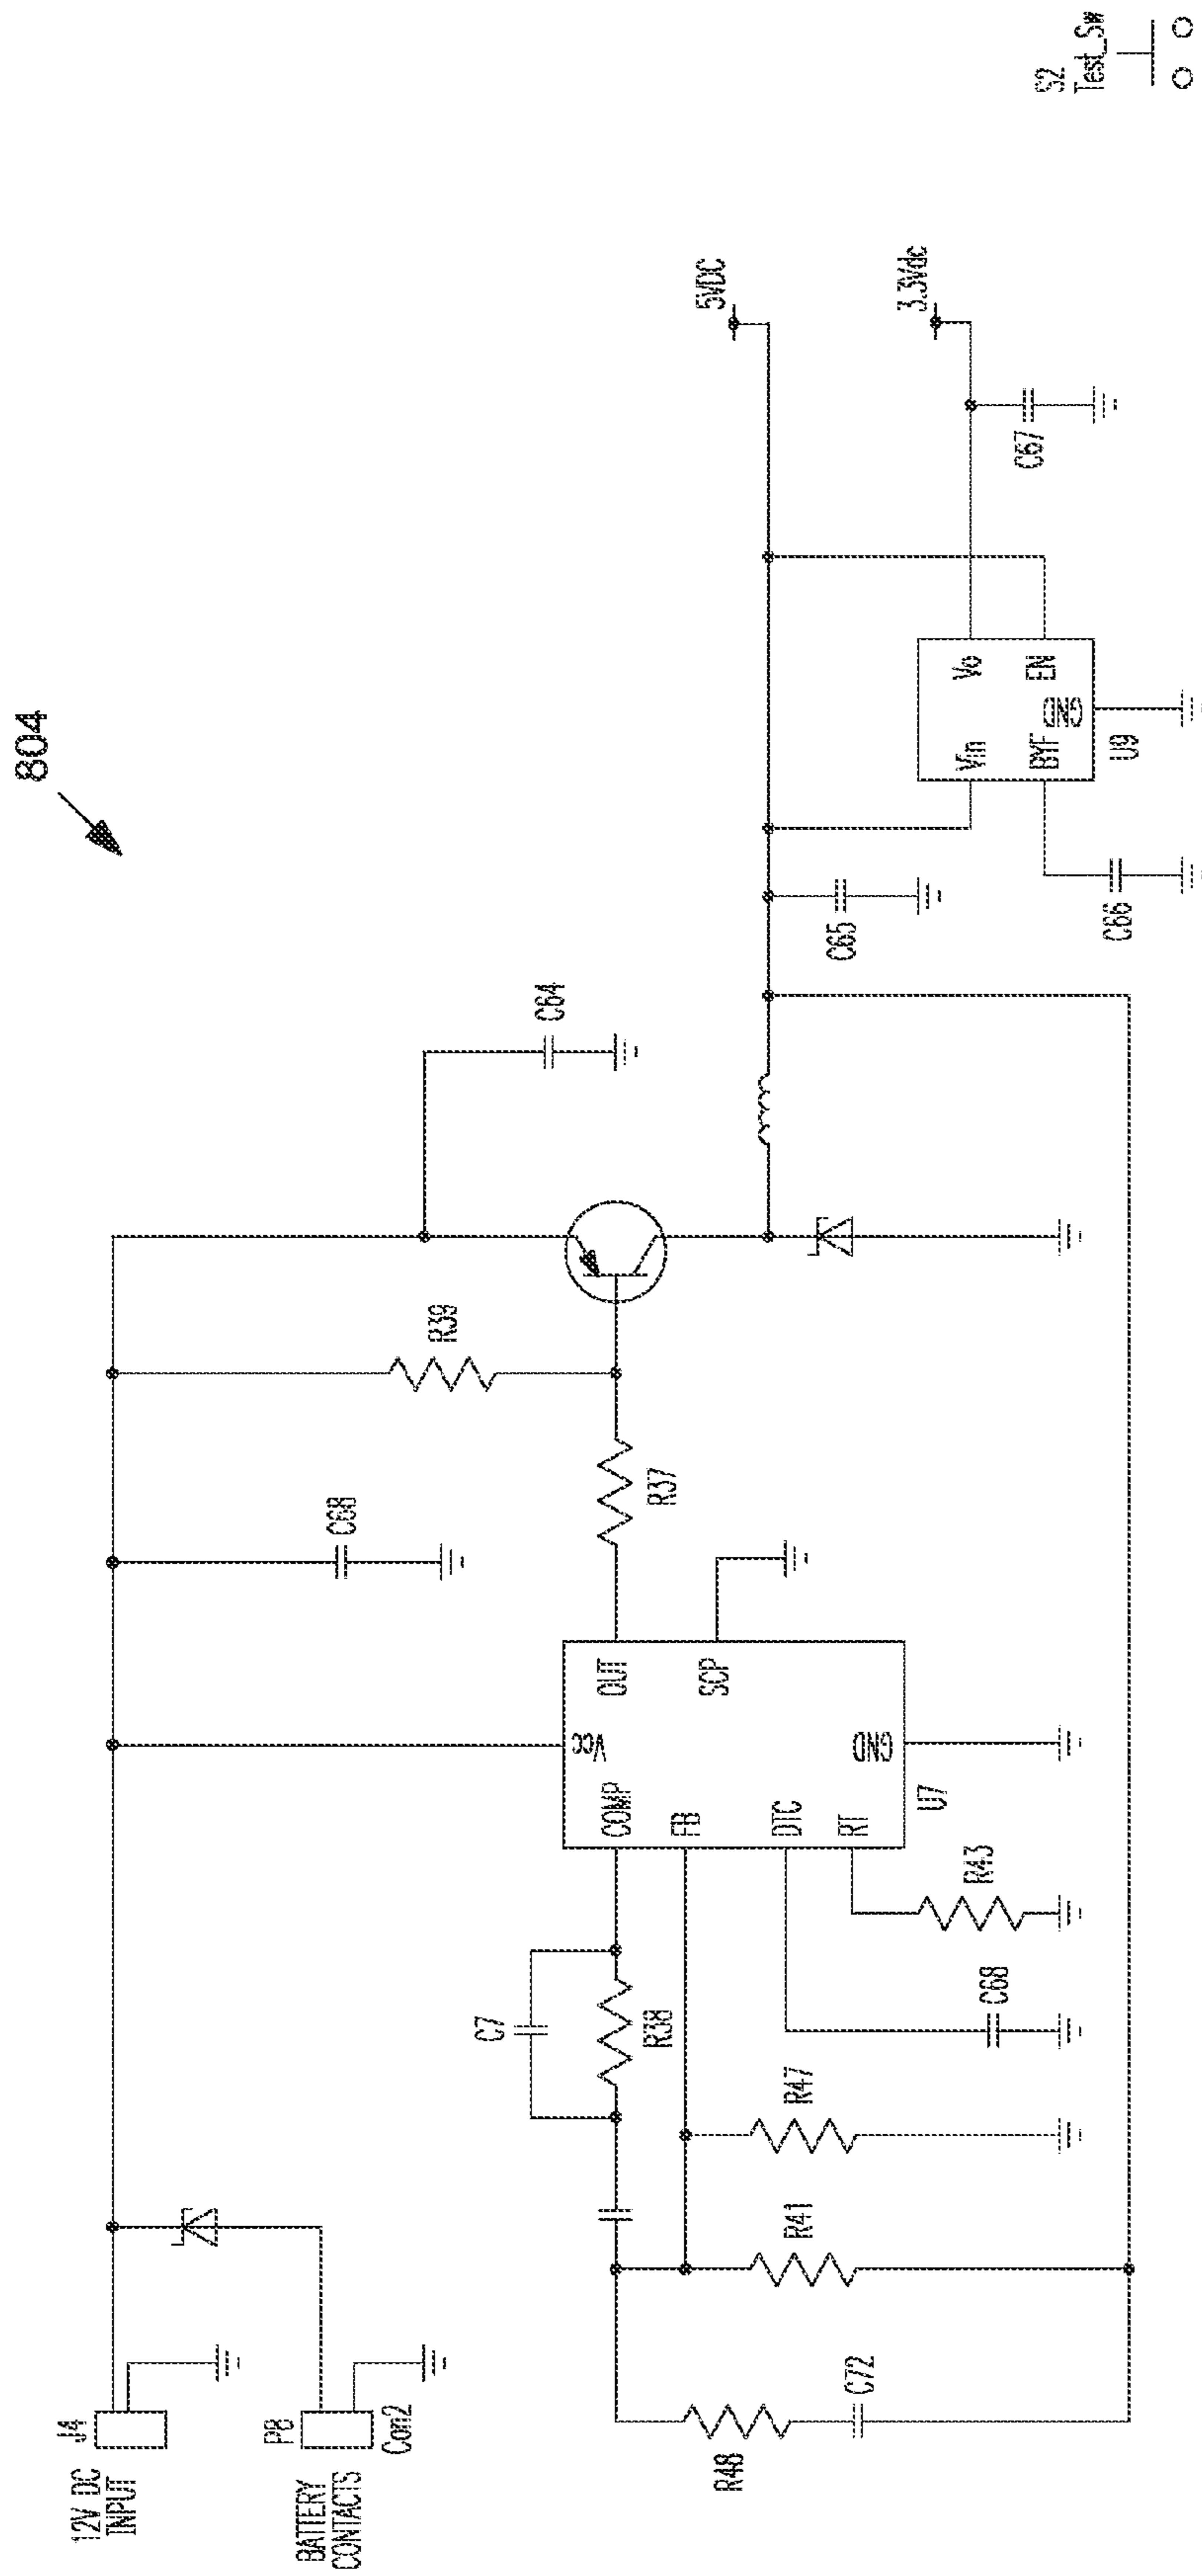 804
J4
12V DC
INPUT
P8
BATTERY
CONTACTS
Con2
C68
R39
C64
R37
C7
R38
COMP
Vcc
OUT
FB
SCP
DTC
RT
GND
U7
R48
C72
R41
R47
C68
R43
5VDC
C65
Vin
Vo
BYF
EN
GND
U9
C66
3.3Vdc
C67
S2
Test_Sw